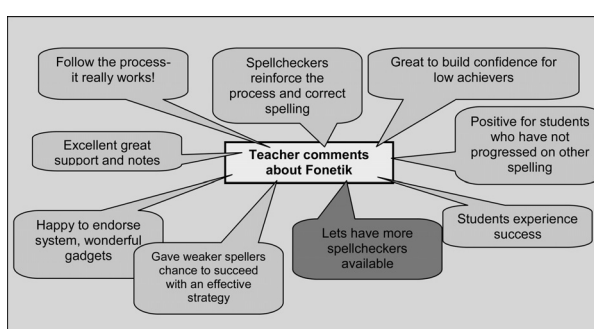 Follow the process-
it really works!
Spellcheckers
reinforce the
process and correct
spelling
Great to build confidence for
low achievers
Excellent great
support and notes
Teacher comments
about Fonetik
Positive for students
who have not
progressed on other
spelling
Happy to endorse
system, wonderful
gadgets
Gave weaker spellers
chance to succeed
with an effective
strategy
Lets have more
spellcheckers
available
Students experience
success